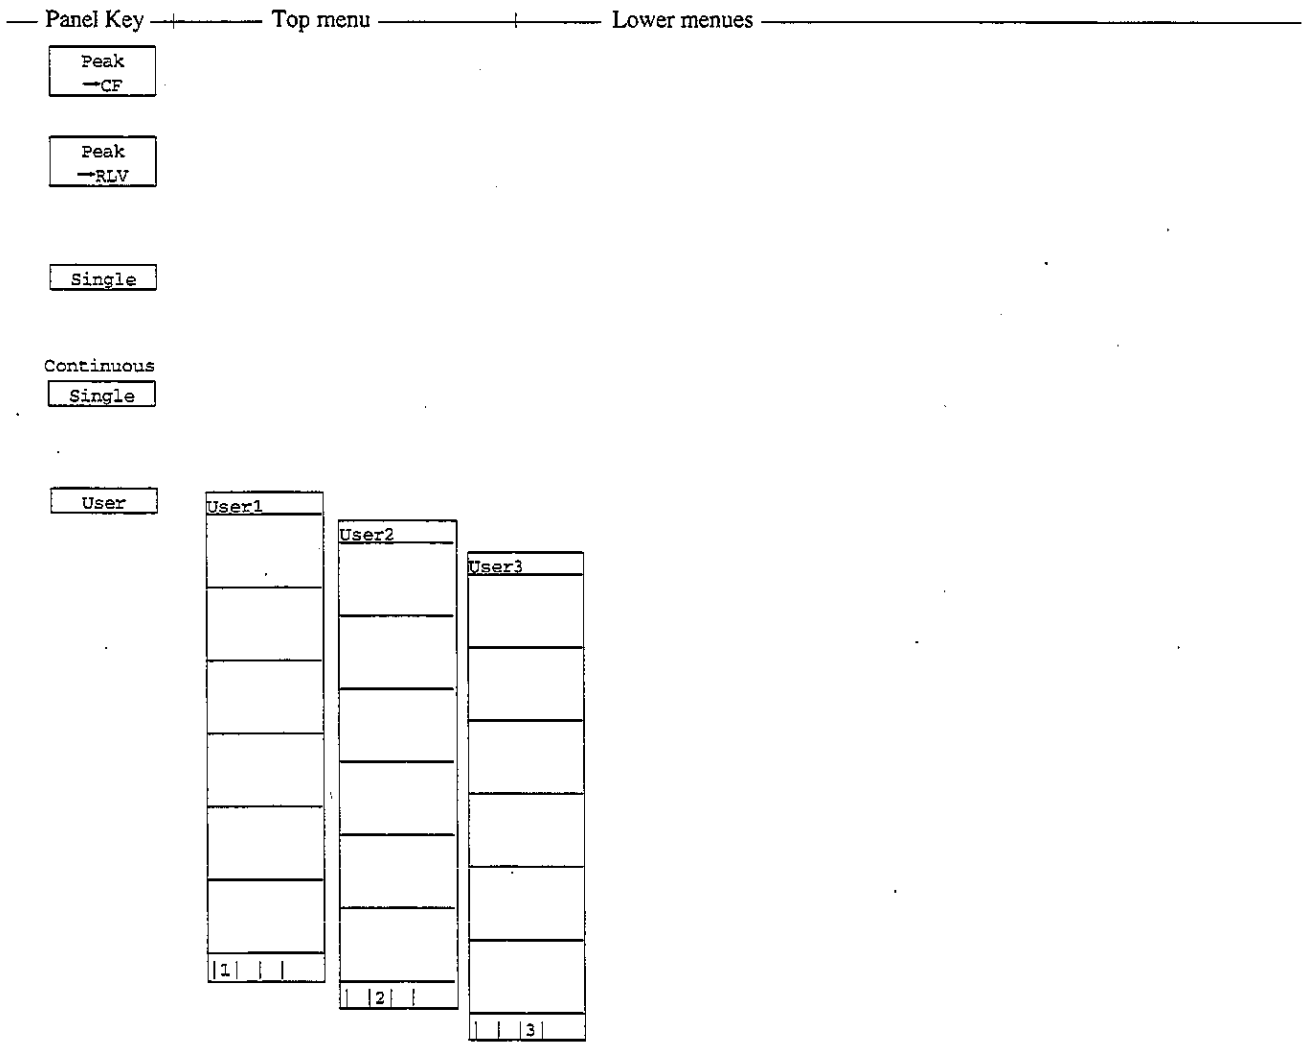 Panel Key Top menu Lower menues
Peak
→CF
Peak
→RLV
Single
Continuous
Single
User
User1
User2
User3
|1| | |
| |2| |
| | |3|